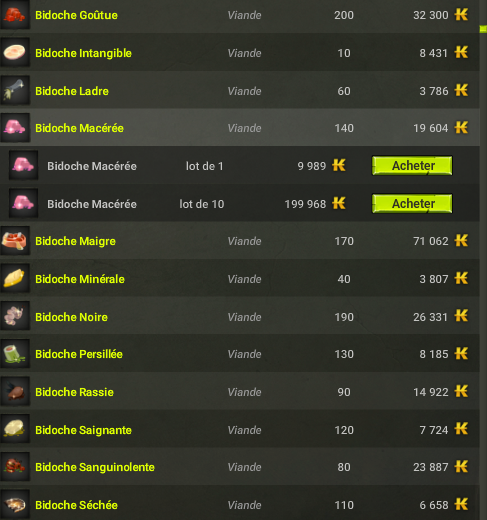 Bidoche Goûtue Viande 200 32 300
Bidoche Intangible Viande 10 8 431
Bidoche Ladre Viande 60 3 786
Bidoche Macérée Viande 140 19 604
Bidoche Macérée lot de 1 9 989 Acheter
Bidoche Macérée lot de 10 199 968 Acheter
Bidoche Maigre Viande 170 71 062
Bidoche Minérale Viande 40 3 807
Bidoche Noire Viande 190 26 331
Bidoche Persillée Viande 130 8 185
Bidoche Rassie Viande 90 14 922
Bidoche Saignante Viande 120 7 724
Bidoche Sanguinolente Viande 80 23 887
Bidoche Séchée Viande 110 6 658